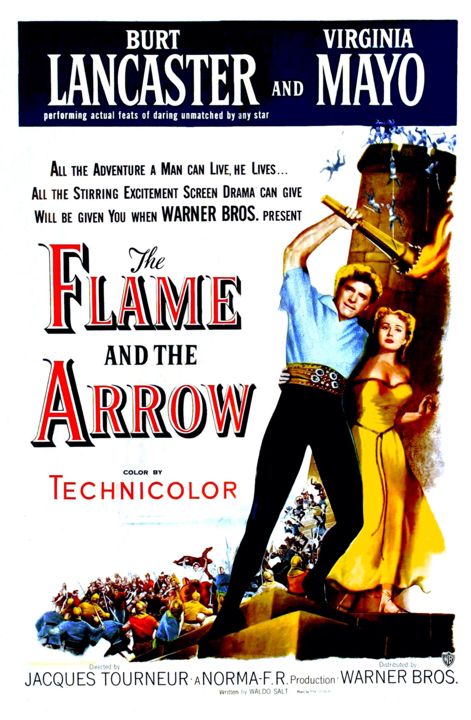 BURT VIRGINIA
LANCASTER AND MAYO
performing actual feats of daring unmatched by any star
ALL THE ADVENTURE A MAN CAN LIVE, HE LIVES...
ALL THE STIRRING EXCITEMENT SCREEN DRAMA CAN GIVE
WILL BE GIVEN YOU WHEN WARNER BROS. PRESENT
The
FLAME
AND THE
ARROW
COLOR BY
TECHNICOLOR
Directed by Distributed by
JACQUES TOURNEUR · A NORMA-F.R. Production · WARNER BROS.
Written by WALDO SALT